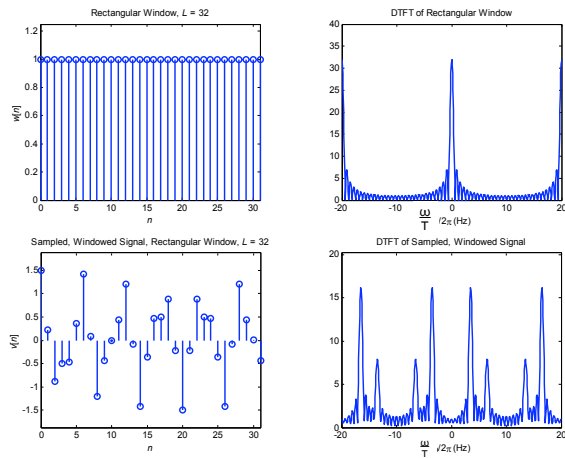 Rectangular Window, L = 32
1.2
1
0.8
0.6
0.4
0.2
0
w[n]
0 5 10 15 20 25 30
n
DTFT of Rectangular Window
40
35
30
25
20
15
10
5
0
-20 -10 0 10 20
ω/T /2π (Hz)
Sampled, Windowed Signal, Rectangular Window, L = 32
1.5
1
0.5
0
-0.5
-1
-1.5
v[n]
0 5 10 15 20 25 30
n
DTFT of Sampled, Windowed Signal
20
15
10
5
0
-20 -10 0 10 20
ω/T /2π (Hz)